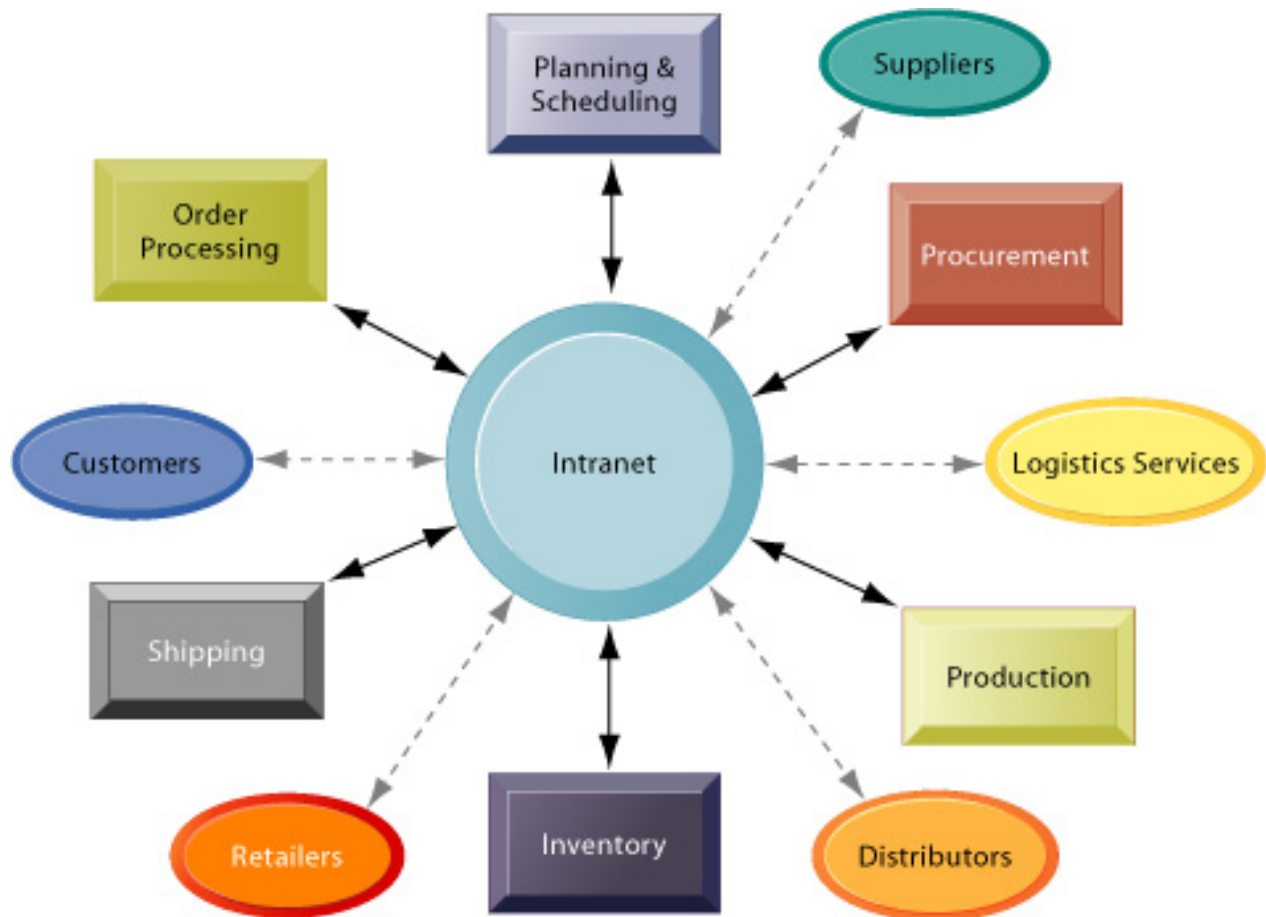 Planning &
Scheduling
Suppliers
Order
Processing
Procurement
Customers
Intranet
Logistics Services
Shipping
Production
Retailers
Inventory
Distributors